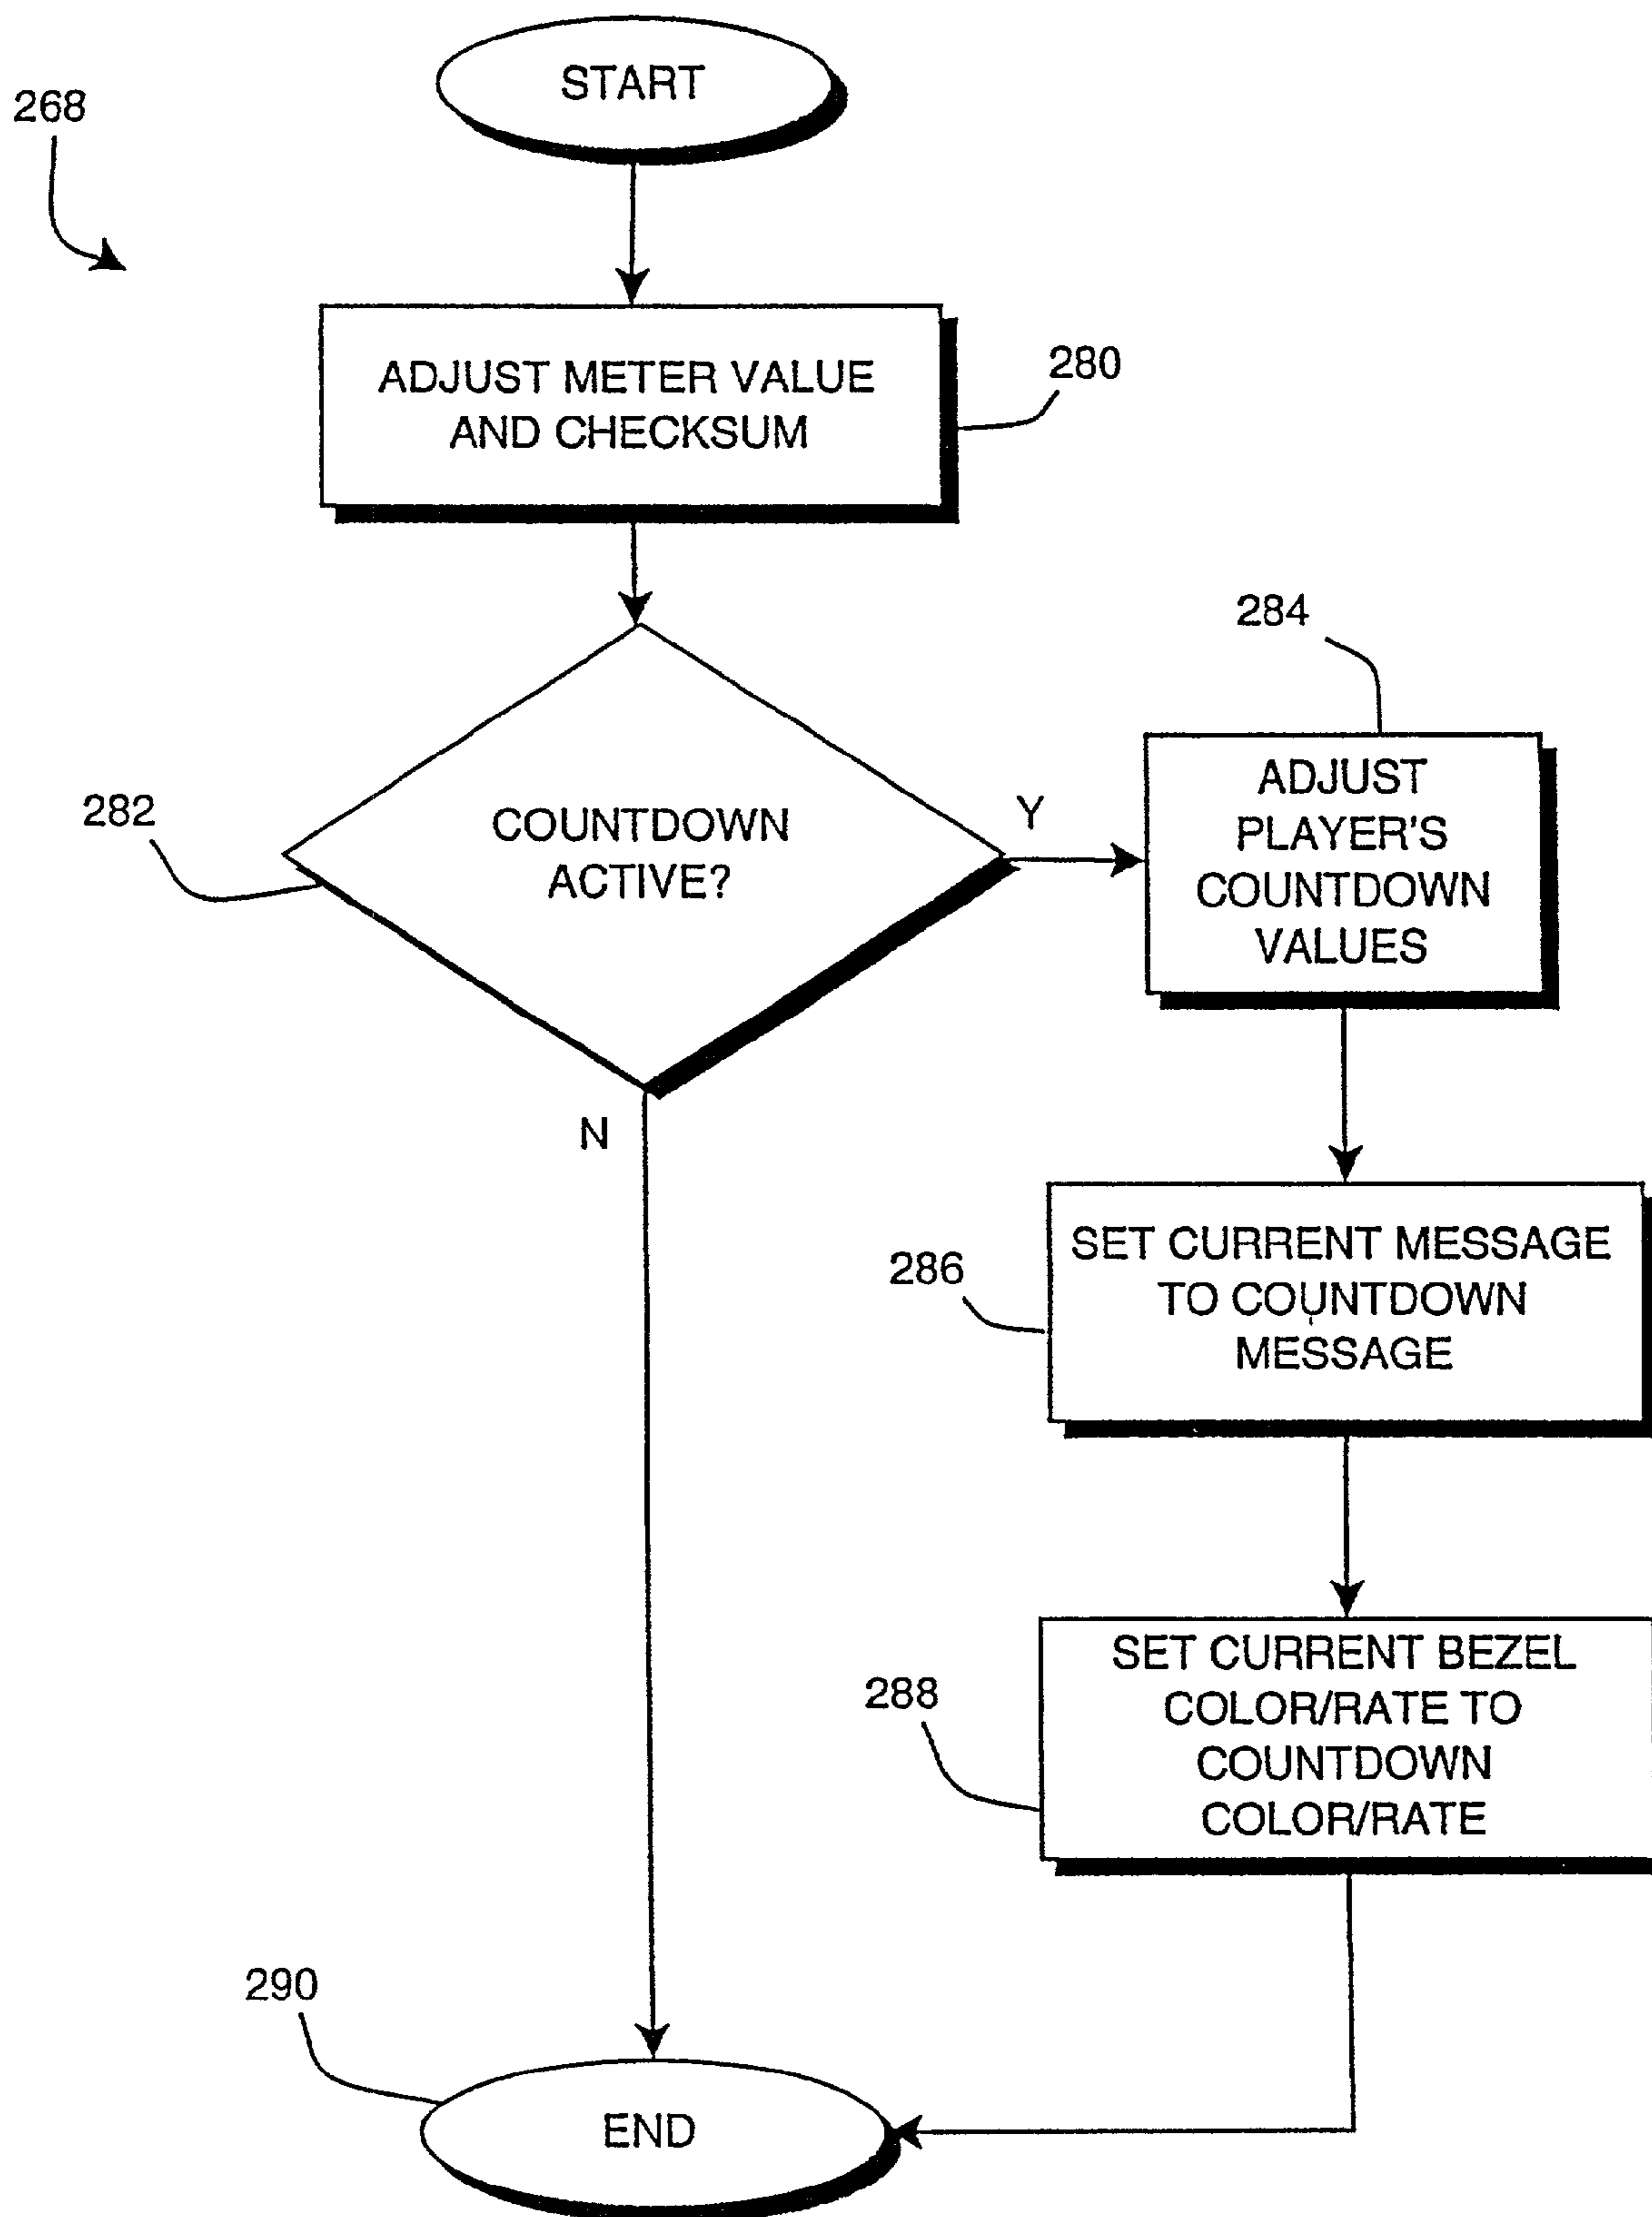 START
268
ADJUST METER VALUE
AND CHECKSUM
280
COUNTDOWN
ACTIVE?
282
Y
N
284
ADJUST
PLAYER'S
COUNTDOWN
VALUES
286
SET CURRENT MESSAGE
TO COUNTDOWN
MESSAGE
288
SET CURRENT BEZEL
COLOR/RATE TO
COUNTDOWN
COLOR/RATE
290
END